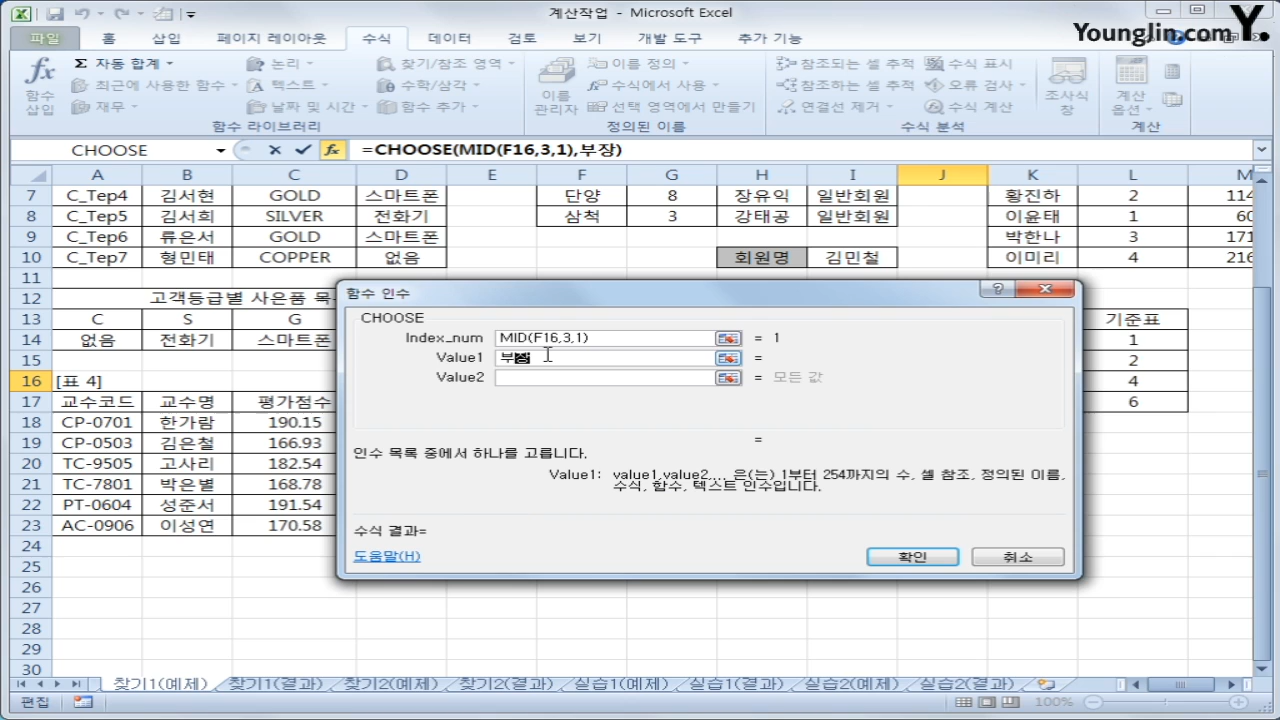 계산작업 - Microsoft Excel
Younglin.com Y.
파일 홈 삽입 페이지 레이아웃 수식 데이터 검토 보기 개발 도구 추가 기능
fx 함수 삽입
Σ 자동 합계
최근에 사용한 함수
재무
논리
텍스트
날짜 및 시간
찾기/참조 영역
수학/삼각
함수 추가
함수 라이브러리
이름 관리자
이름 정의
수식에서 사용
선택 영역에서 만들기
정의된 이름
참조되는 셀 추적
참조하는 셀 추적
연결선 제거
수식 표시
오류 검사
수식 계산
수식 분석
조사식 창
계산 옵션
계산
CHOOSE fx =CHOOSE(MID(F16,3,1),부장)
A B C D E F G H I J K L M
7 C_Tep4 김서현 GOLD 스마트폰 단양 8 장유익 일반회원 황진하 2 114
8 C_Tep5 김서희 SILVER 전화기 삼척 3 강태공 일반회원 이윤태 1 60
9 C_Tep6 류은서 GOLD 스마트폰 박한나 3 171
10 C_Tep7 형민태 COPPER 없음 회원명 김민철 이미리 4 216
11
12 고객등급별 사은품 목
13 C S G 기준표
14 없음 전화기 스마트폰 1
15 2
16 [표 4] 4
17 교수코드 교수명 평가점수 6
18 CP-0701 한가람 190.15
19 CP-0503 김은철 166.93
20 TC-9505 고사리 182.54
21 TC-7801 박은별 168.78
22 PT-0604 성준서 191.54
23 AC-0906 이성연 170.58
24
25
26
27
28
29
30
함수 인수
CHOOSE
Index_num MID(F16,3,1) = 1
Value1 부장 =
Value2 = 모든 값
=
인수 목록 중에서 하나를 고릅니다.
Value1: value1,value2,... 은(는) 1부터 254까지의 수, 셀 참조, 정의된 이름,
수식, 함수, 텍스트 인수입니다.
수식 결과=
도움말(H) 확인 취소
찾기1(예제) 찾기1(결과) 찾기2(예제) 찾기2(결과) 실습1(예제) 실습1(결과) 실습2(예제) 실습2(결과)
편집 100%